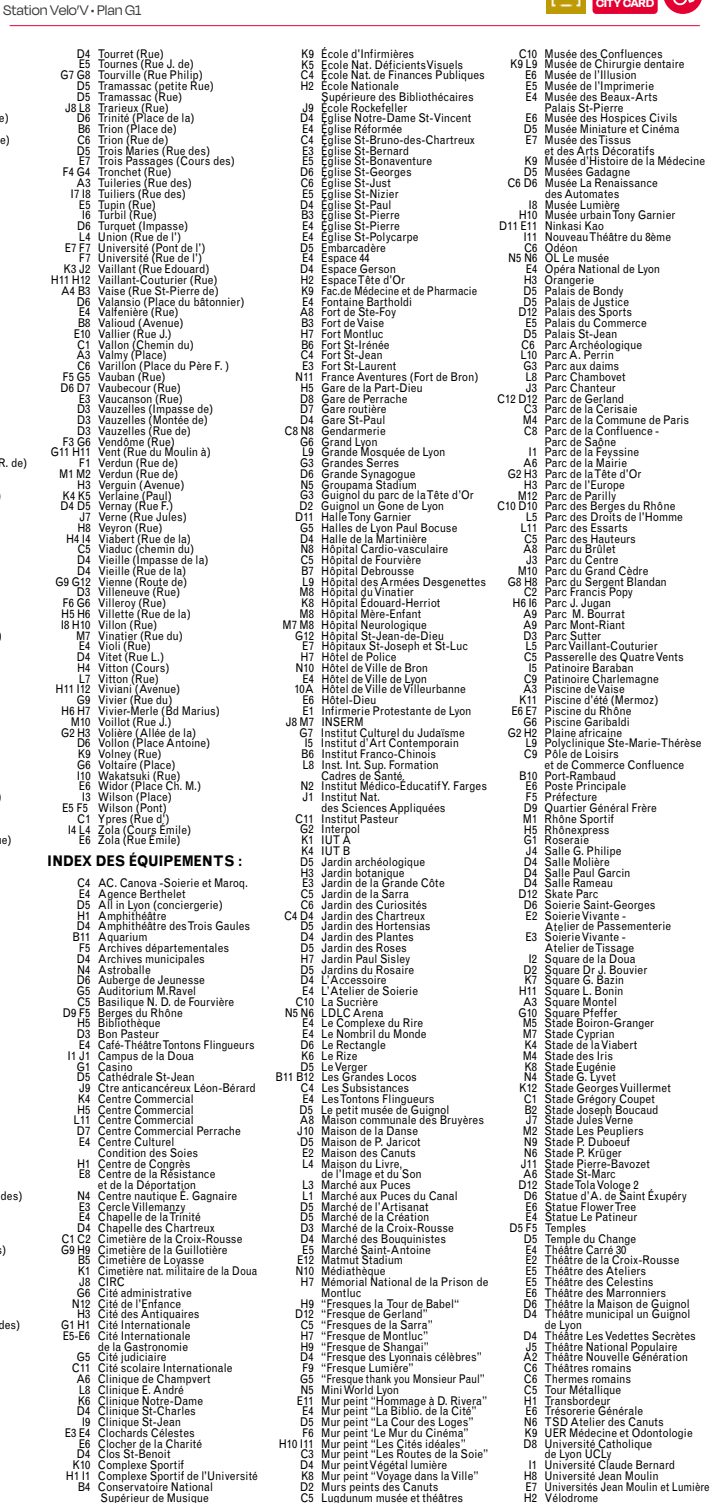 Station Velo'V • Plan G1
CITY CARD
e)
e)
R. de)
)
)
)
e)
des)
s)
des)
D4 Tourret (Rue)
E5 Tournes (Rue J. de)
G7 G8 Tourville (Rue Philip)
D5 Tramassac (petite Rue)
D5 Tramassac (Rue)
J8 L8 Trarieux (Rue)
D6 Trinité (Place de la)
B6 Trion (Place de)
C6 Trion (Rue de)
D5 Trois Maries (Rue des)
E7 Trois Passages (Cours des)
F4 G4 Tronchet (Rue)
A3 Tuileries (Rue des)
I7 I8 Tuiliers (Rue des)
E5 Tupin (Rue)
I6 Turbil (Rue)
D6 Turquet (Impasse)
L4 Union (Rue de l')
E7 F7 Université (Pont de l')
F7 Université (Rue de l')
K3 J2 Vaillant (Rue Edouard)
H11 H12 Vaillant-Couturier (Rue)
A4 B3 Vaise (Rue St-Pierre de)
D6 Valansio (Place du bâtonnier)
E4 Valfenière (Rue)
B8 Valioud (Avenue)
E10 Vallier (Rue J.)
C1 Vallon (Chemin du)
A3 Valmy (Place)
C6 Varillon (Place du Père F. )
F5 G5 Vauban (Rue)
D6 D7 Vaubecour (Rue)
E3 Vaucanson (Rue)
D3 Vauzelles (Impasse de)
D3 Vauzelles (Montée de)
D3 Vauzelles (Rue de)
F3 G6 Vendôme (Rue)
G11 H11 Vent (Rue du Moulin à)
F1 Verdun (Rue de)
M1 M2 Verdun (Rue de)
H3 Verguin (Avenue)
K4 K5 Verlaine (Paul)
D4 D5 Vernay (Rue F.)
J7 Verne (Rue Jules)
H8 Veyron (Rue)
H4 I4 Viabert (Rue de la)
C5 Viaduc (chemin du)
D4 Vieille (Impasse de la)
D4 Vieille (Rue de la)
G9 G12 Vienne (Route de)
D3 Villeneuve (Rue)
F6 G6 Villeroy (Rue)
H5 H6 Villette (Rue de la)
I8 H10 Villon (Rue)
M7 Vinatier (Rue du)
E4 Violi (Rue)
D4 Vitet (Rue L.)
H4 Vitton (Cours)
L7 Vitton (Rue)
H11 I12 Viviani (Avenue)
G9 Vivier (Rue du)
H6 H7 Vivier-Merle (Bd Marius)
M10 Voillot (Rue J.)
G2 H3 Volière (Allée de la)
D6 Vollon (Place Antoine)
K9 Volney (Rue)
G6 Voltaire (Place)
I10 Wakatsuki (Rue)
E6 Widor (Place Ch. M.)
I3 Wilson (Place)
E5 F5 Wilson (Pont)
C1 Ypres (Rue d')
I4 L4 Zola (Cours Émile)
E6 Zola (Rue Émile)
INDEX DES ÉQUIPEMENTS :
C4 AC. Canova -Soierie et Maroq.
E4 Agence Berthelet
D5 All in Lyon (conciergerie)
H1 Amphithéâtre
D4 Amphithéâtre des Trois Gaules
B11 Aquarium
F5 Archives départementales
D4 Archives municipales
N4 Astroballe
D6 Auberge de Jeunesse
G5 Auditorium M.Ravel
C5 Basilique N. D. de Fourvière
D9 F5 Berges du Rhône
H5 Bibliothèque
D3 Bon Pasteur
E4 Café-Théâtre Tontons Flingueurs
I1 J1 Campus de la Doua
G1 Casino
D5 Cathédrale St-Jean
J9 Ctre anticancéreux Léon-Bérard
K4 Centre Commercial
H5 Centre Commercial
L11 Centre Commercial
D7 Centre Commercial Perrache
E4 Centre Culturel
Condition des Soies
H1 Centre de Congrès
E8 Centre de la Résistance
et de la Déportation
N4 Centre nautique E. Gagnaire
E3 Cercle Villemanzy
E4 Chapelle de la Trinité
D4 Chapelle des Chartreux
C1 C2 Cimetière de la Croix-Rousse
G9 H9 Cimetière de la Guillotière
B5 Cimetière de Loyasse
K1 Cimetière nat. militaire de la Doua
J8 CIRC
G6 Cité administrative
N12 Cité de l'Enfance
H3 Cité des Antiquaires
G1 H1 Cité Internationale
E5-E6 Cité Internationale
de la Gastronomie
G5 Cité judiciaire
C11 Cité scolaire Internationale
A6 Clinique de Champvert
L8 Clinique E. André
K6 Clinique Notre-Dame
D4 Clinique St-Charles
I9 Clinique St-Jean
E3 E4 Clochards Célestes
E6 Clocher de la Charité
D4 Clos St-Benoit
K10 Complexe Sportif
H1 I1 Complexe Sportif de l'Université
B4 Conservatoire National
Supérieur de Musique
K9 École d'Infirmières
K5 École Nat. Déficients Visuels
C4 École Nat. de Finances Publiques
H2 École Nationale
Supérieure des Bibliothécaires
J9 École Rockefeller
D4 Église Notre-Dame St-Vincent
E4 Église Réformée
C4 Église St-Bruno-des-Chartreux
E3 Église St-Bernard
E5 Église St-Bonaventure
D6 Église St-Georges
C6 Église St-Just
E5 Église St-Nizier
D4 Église St-Paul
B3 Église St-Pierre
E4 Église St-Pierre
E4 Église St-Polycarpe
D5 Embarcadère
E4 Espace 44
D4 Espace Gerson
H2 Espace Tête d'Or
K9 Fac.de Médecine et de Pharmacie
E4 Fontaine Bartholdi
A8 Fort de Ste-Foy
B3 Fort de Vaise
H7 Fort Montluc
B6 Fort St-Irénée
C4 Fort St-Jean
E3 Fort St-Laurent
N11 France Aventures (Fort de Bron)
H5 Gare de la Part-Dieu
D8 Gare de Perrache
D7 Gare routière
D4 Gare St-Paul
C8 N8 Gendarmerie
G6 Grand Lyon
L9 Grande Mosquée de Lyon
G3 Grandes Serres
D6 Grande Synagogue
N5 Groupama Stadium
G3 Guignol du parc de la Tête d'Or
D2 Guignol un Gone de Lyon
D11 Halle Tony Garnier
G5 Halles de Lyon Paul Bocuse
D4 Halle de la Martinière
N8 Hôpital Cardio-vasculaire
C5 Hôpital de Fourvière
B7 Hôpital Debrousse
L9 Hôpital des Armées Desgenettes
M8 Hôpital du Vinatier
K8 Hôpital Édouard-Herriot
M8 Hôpital Mère-Enfant
M7 M8 Hôpital Neurologique
G12 Hôpital St-Jean-de-Dieu
E7 Hôpitaux St-Joseph et St-Luc
H7 Hôtel de Police
N10 Hôtel de Ville de Bron
E4 Hôtel de Ville de Lyon
10A Hôtel de Ville de Villeurbanne
E6 Hôtel-Dieu
E1 Infirmerie Protestante de Lyon
J8 M7 INSERM
G7 Institut Culturel du Judaïsme
I5 Institut d'Art Contemporain
B6 Institut Franco-Chinois
L8 Inst. Int. Sup. Formation
Cadres de Santé
N2 Institut Médico-Éducatif Y. Farges
J1 Institut Nat.
des Sciences Appliquées
C11 Institut Pasteur
G2 Interpol
K1 IUT A
K4 IUT B
D5 Jardin archéologique
H3 Jardin botanique
E3 Jardin de la Grande Côte
C5 Jardin de la Sarra
C6 Jardin des Curiosités
C4 D4 Jardin des Chartreux
D5 Jardin des Hortensias
D4 Jardin des Plantes
D5 Jardin des Roses
H7 Jardin Paul Sisley
D5 Jardins du Rosaire
D4 L'Accessoire
E4 L'Atelier de Soierie
C10 La Sucrière
N5 N6 LDLC Arena
E4 Le Complexe du Rire
E4 Le Nombril du Monde
D6 Le Rectangle
K6 Le Rize
D5 Le Verger
B11 B12 Les Grandes Locos
C4 Les Subsistances
E4 Les Tontons Flingueurs
D5 Le petit musée de Guignol
A8 Maison communale des Bruyères
J10 Maison de la Danse
D5 Maison de P. Jaricot
E2 Maison des Canuts
L4 Maison du Livre,
de l'Image et du Son
L3 Marché aux Puces
L1 Marché aux Puces du Canal
D5 Marché de l'Artisanat
D5 Marché de la Création
D3 Marché de la Croix-Rousse
D4 Marché des Bouquinistes
E5 Marché Saint-Antoine
E12 Matmut Stadium
N10 Médiathèque
H7 Mémorial National de la Prison de
Montluc
H9 "Fresques la Tour de Babel"
D12 "Fresque de Gerland"
C5 "Fresques de la Sarra"
H7 "Fresque de Montluc"
H9 "Fresque de Shangai"
D4 "Fresque des Lyonnais célèbres"
F9 "Fresque Lumière"
G5 "Fresque thank you Monsieur Paul"
N5 Mini World Lyon
E11 Mur peint "Hommage à D. Rivera"
E4 Mur peint "La Biblio. de la Cité"
D5 Mur peint "La Cour des Loges"
F6 Mur peint 'Le Mur du Cinéma"
H10 I11 Mur peint "Les Cités idéales"
C3 Mur peint "Les Routes de la Soie"
D4 Mur peint Végétal lumière
K8 Mur peint "Voyage dans la Ville"
D2 Murs peints des Canuts
C5 Lugdunum musée et théâtres
C10 Musée des Confluences
K9 L9 Musée de Chirurgie dentaire
E6 Musée de l'Illusion
E5 Musée de l'Imprimerie
E4 Musée des Beaux-Arts
Palais St-Pierre
E6 Musée des Hospices Civils
D5 Musée Miniature et Cinéma
E7 Musée des Tissus
et des Arts Décoratifs
K9 Musée d'Histoire de la Médecine
D5 Musées Gadagne
C6 D6 Musée La Renaissance
des Automates
I8 Musée Lumière
H10 Musée urbain Tony Garnier
D11 E11 Ninkasi Kao
I11 Nouveau Théâtre du 8ème
C6 Odéon
N5 N6 OL Le musée
E4 Opéra National de Lyon
H3 Orangerie
D5 Palais de Bondy
D5 Palais de Justice
D12 Palais des Sports
E5 Palais du Commerce
D5 Palais St-Jean
C6 Parc Archéologique
L10 Parc A. Perrin
G3 Parc aux daims
L8 Parc Chambovet
J3 Parc Chanteur
C12 D12 Parc de Gerland
C3 Parc de la Cerisaie
M4 Parc de la Commune de Paris
C8 Parc de la Confluence -
Parc de Saône
I1 Parc de la Feyssine
A6 Parc de la Mairie
G2 H3 Parc de la Tête d'Or
H3 Parc de l'Europe
M12 Parc de Parilly
C10 D10 Parc des Berges du Rhône
L5 Parc des Droits de l'Homme
L11 Parc des Essarts
C5 Parc des Hauteurs
A8 Parc du Brûlet
J3 Parc du Centre
M10 Parc du Grand Cèdre
G8 H8 Parc du Sergent Blandan
C2 Parc Francis Popy
H6 I6 Parc J. Jugan
A9 Parc M. Bourrat
A9 Parc Mont-Riant
D3 Parc Sutter
L5 Parc Vaillant-Couturier
C5 Passerelle des Quatre Vents
I5 Patinoire Baraban
C9 Patinoire Charlemagne
A3 Piscine de Vaise
K11 Piscine d'été (Mermoz)
E6 E7 Piscine du Rhône
G6 Piscine Garibaldi
G2 H2 Plaine africaine
L9 Polyclinique Ste-Marie-Thérèse
C9 Pôle de Loisirs
et de Commerce Confluence
B10 Port-Rambaud
E6 Poste Principale
F5 Préfecture
D9 Quartier Général Frère
M1 Rhône Sportif
H5 Rhônexpress
G1 Roseraie
J4 Salle G. Philipe
D4 Salle Molière
D4 Salle Paul Garcin
D4 Salle Rameau
D12 Skate Parc
D6 Soierie Saint-Georges
E2 Soierie Vivante -
Atelier de Passementerie
E3 Soierie Vivante -
Atelier de Tissage
I2 Square de la Doua
D2 Square Dr J. Bouvier
K7 Square G. Bazin
H11 Square L. Bonin
A3 Square Montel
G10 Square Pfeffer
M5 Stade Boiron-Granger
M7 Stade Cyprian
K4 Stade de la Viabert
M4 Stade des Iris
K8 Stade Eugénie
N4 Stade G. Lyvet
K12 Stade Georges Vuillermet
C1 Stade Grégory Coupet
B2 Stade Joseph Boucaud
J7 Stade Jules Verne
M2 Stade Les Peupliers
N9 Stade P. Duboeuf
N6 Stade P. Krüger
J11 Stade Pierre-Bavozet
A6 Stade St-Marc
D12 Stade Tola Vologe 2
D6 Statue d'A. de Saint Éxupéry
E6 Statue Flower Tree
E4 Statue Le Patineur
D5 F5 Temples
D5 Temple du Change
E4 Théâtre Carré 30
E2 Théâtre de la Croix-Rousse
E5 Théâtre des Ateliers
E5 Théâtre des Celestins
E6 Théâtre des Marronniers
D6 Théâtre la Maison de Guignol
D4 Théâtre municipal un Guignol
de Lyon
D4 Théâtre Les Vedettes Secrètes
J5 Théâtre National Populaire
A2 Théâtre Nouvelle Génération
C6 Théâtres romains
C6 Thermes romains
C5 Tour Métallique
H1 Transbordeur
E6 Trésorerie Générale
N6 TSD Atelier des Canuts
K9 UER Médecine et Odontologie
D8 Université Catholique
de Lyon UCLy
I1 Université Claude Bernard
H8 Université Jean Moulin
E7 Universités Jean Moulin et Lumière
H2 Vélodrome